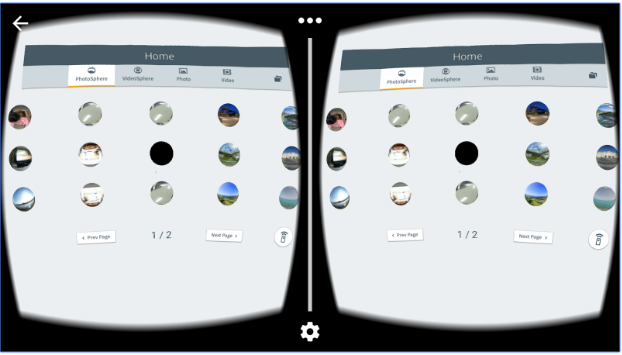 Home
PhotoSphere VideoSphere Photo Video
< Prev Page 1 / 2 Next Page >
Home
PhotoSphere VideoSphere Photo Video
< Prev Page 1 / 2 Next Page >